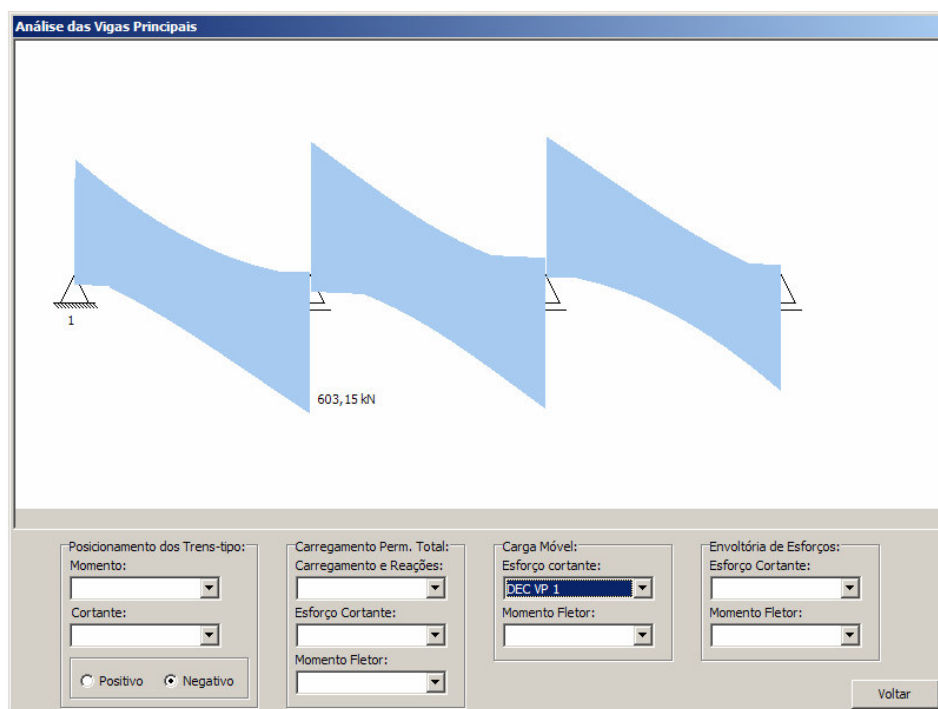 Análise das Vigas Principais
1
603,15 kN
Posicionamento dos Trens-tipo:
Momento:
Cortante:
Positivo
Negativo
Carregamento Perm. Total:
Carregamento e Reações:
Esforço Cortante:
Momento Fletor:
Carga Móvel:
Esforço cortante:
DEC VP 1
Momento Fletor:
Envoltória de Esforços:
Esforço Cortante:
Momento Fletor:
Voltar